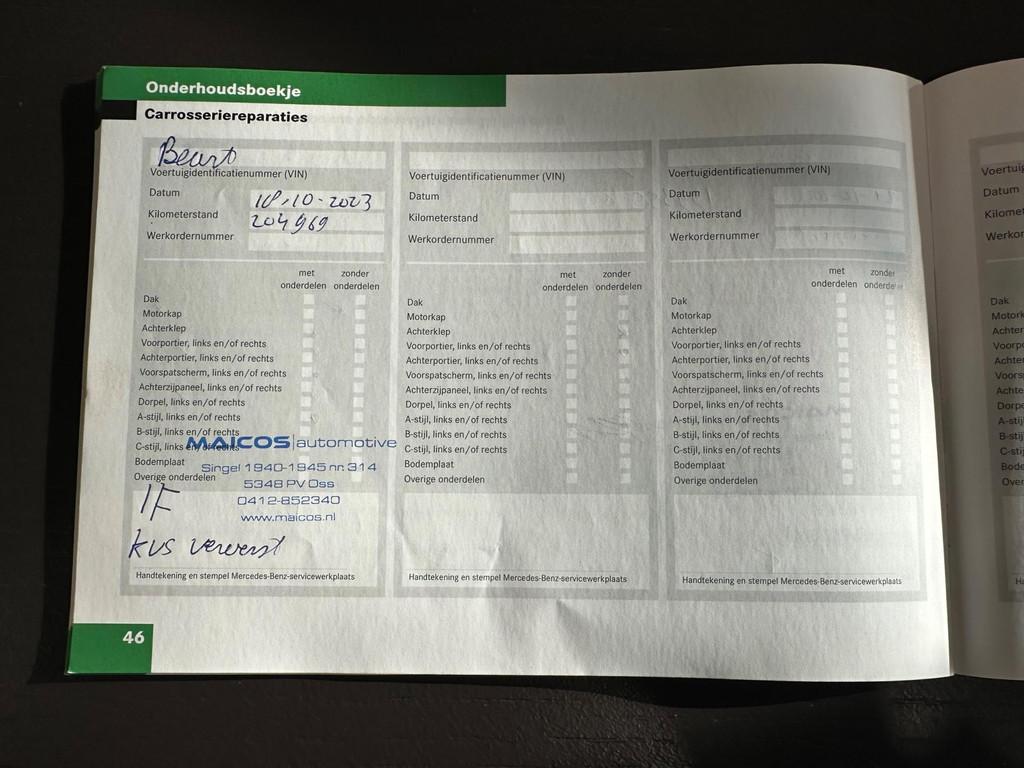 Onderhoudsboekje
Carrosseriereparaties
Beurt
Voertuigidentificatienummer (VIN)
Datum 18-10-2023
Kilometerstand 204969
Werkordernummer
met onderdelen
zonder onderdelen
Dak
Motorkap
Achterklep
Voorportier, links en/of rechts
Achterportier, links en/of rechts
Voorspatscherm, links en/of rechts
Achterzijpaneel, links en/of rechts
Dorpel, links en/of rechts
A-stijl, links en/of rechts
B-stijl, links en/of rechts
C-stijl, links en/of rechts
Bodemplaat
Overige onderdelen
MAICOS automotive
Singel 1940-1945 nr. 314
5348 PV Oss
0412-852340
www.maicos.nl
Handtekening en stempel Mercedes-Benz-servicewerkplaats
Voertuigidentificatienummer (VIN)
Datum
Kilometerstand
Werkordernummer
met onderdelen
zonder onderdelen
Dak
Motorkap
Achterklep
Voorportier, links en/of rechts
Achterportier, links en/of rechts
Voorspatscherm, links en/of rechts
Achterzijpaneel, links en/of rechts
Dorpel, links en/of rechts
A-stijl, links en/of rechts
B-stijl, links en/of rechts
C-stijl, links en/of rechts
Bodemplaat
Overige onderdelen
Handtekening en stempel Mercedes-Benz-servicewerkplaats
Voertuigidentificatienummer (VIN)
Datum
Kilometerstand
Werkordernummer
met onderdelen
zonder onderdelen
Dak
Motorkap
Achterklep
Voorportier, links en/of rechts
Achterportier, links en/of rechts
Voorspatscherm, links en/of rechts
Achterzijpaneel, links en/of rechts
Dorpel, links en/of rechts
A-stijl, links en/of rechts
B-stijl, links en/of rechts
C-stijl, links en/of rechts
Bodemplaat
Overige onderdelen
Handtekening en stempel Mercedes-Benz-servicewerkplaats
46
Datum
Dak